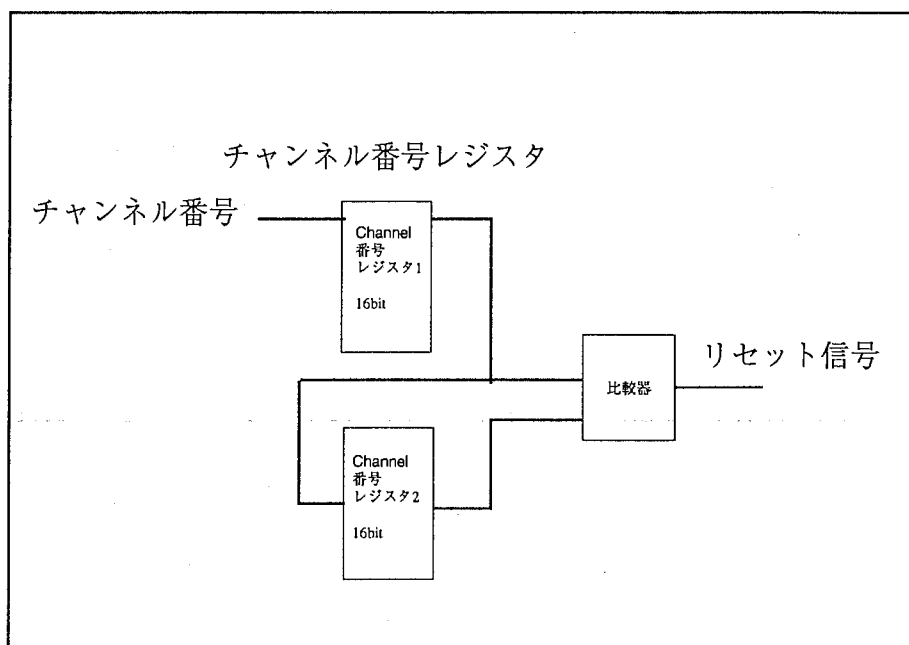 チャンネル番号レジスタ
チャンネル番号
Channel
番号
レジスタ1
16bit
リセット信号
比較器
Channel
番号
レジスタ2
16bit